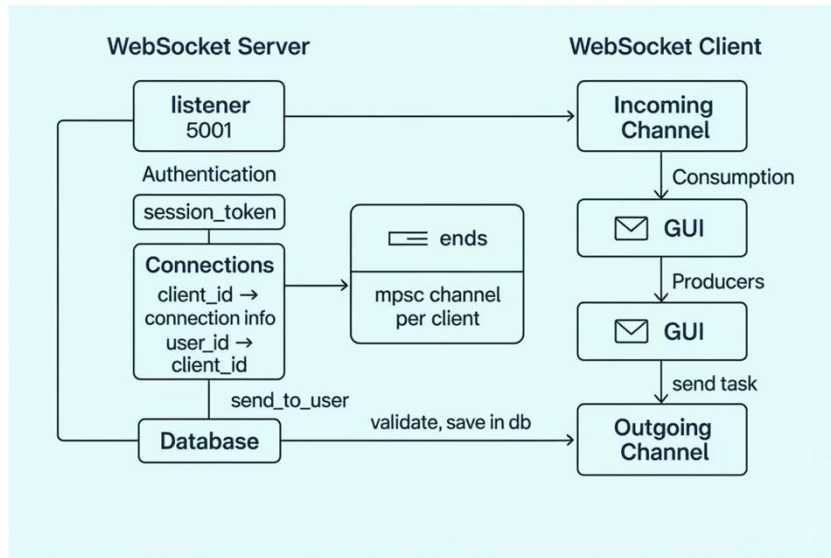 WebSocket Server
WebSocket Client
listener
5001
Incoming
Channel
Authentication
session_token
Consumption
ends
GUI
Connections
client_id →
connection info
user_id →
client_id
mpsc channel
per client
Producers
GUI
send_to_user
send task
Database
validate, save in db
Outgoing
Channel